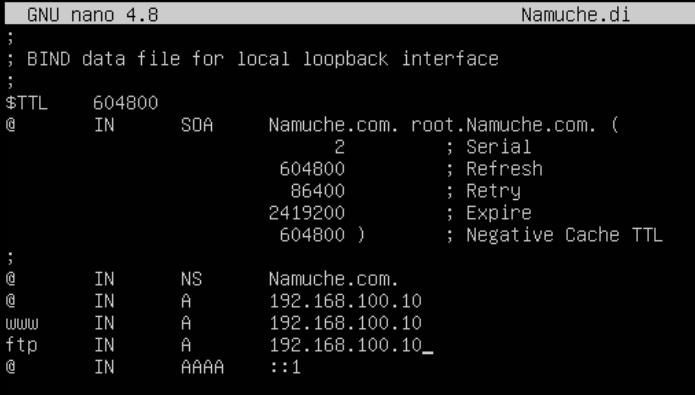 GNU nano 4.8 Namuche.di
;
; BIND data file for local loopback interface
;
$TTL 604800
@ IN SOA Namuche.com. root.Namuche.com. (
2 ; Serial
604800 ; Refresh
86400 ; Retry
2419200 ; Expire
604800 ) ; Negative Cache TTL
;
@ IN NS Namuche.com.
@ IN A 192.168.100.10
www IN A 192.168.100.10
ftp IN A 192.168.100.10
@ IN AAAA ::1